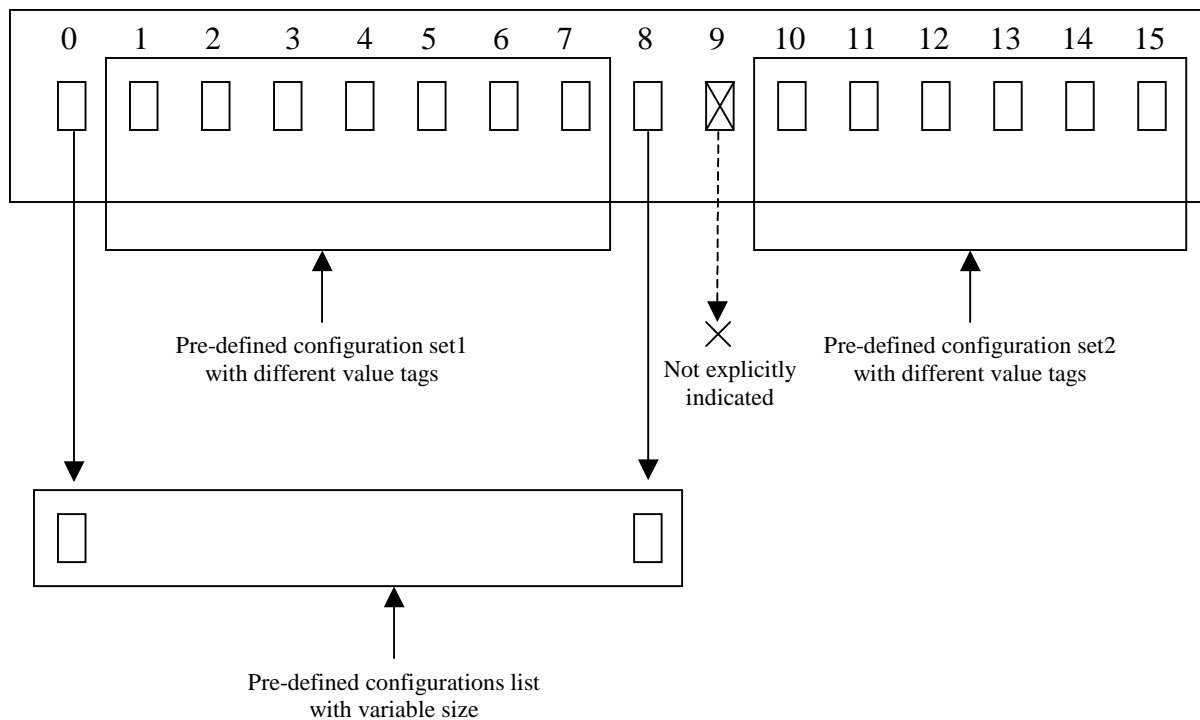 0 1 2 3 4 5 6 7 8 9 10 11 12 13 14 15
Pre-defined configuration set1
with different value tags
Not explicitly
indicated
Pre-defined configuration set2
with different value tags
Pre-defined configurations list
with variable size